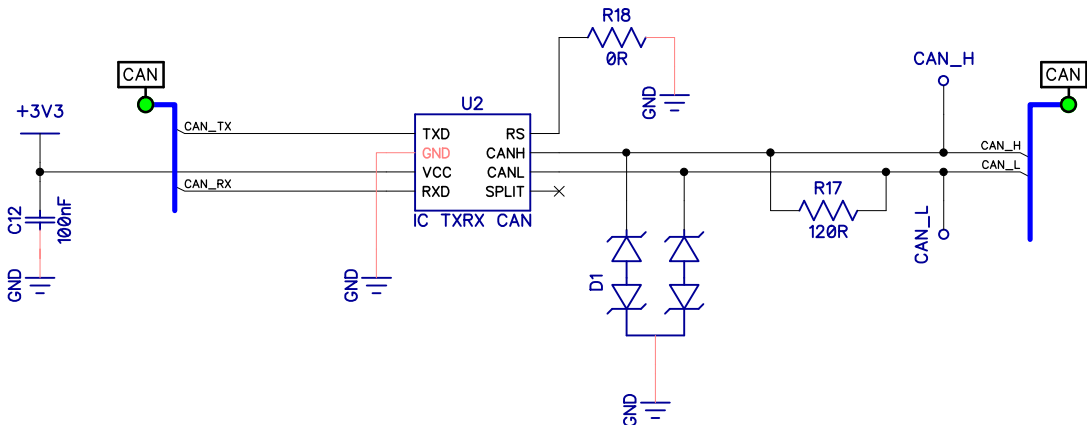 R18
0R
GND
CAN_H
CAN
CAN
+3V3
U2
CAN_TX
TXD
RS
GND
CANH
CAN_H
VCC
CANL
CAN_L
CAN_RX
RXD
SPLIT
IC TXRX CAN
R17
120R
C12
100nF
GND
GND
CAN_L
D1
GND